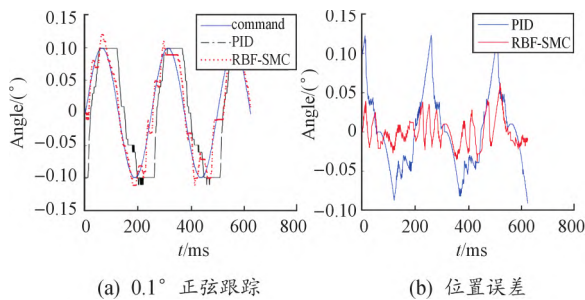 0.15
0.10
0.05
0
−0.05
−0.10
−0.15
Angle/(°)
command
PID
RBF-SMC
0 200 400 600 800
t/ms
(a) 0.1° 正弦跟踪
0.15
0.10
0.05
0
−0.05
0.10
Angle/(°)
PID
RBF-SMC
0 200 400 600 800
t/ms
(b) 位置误差